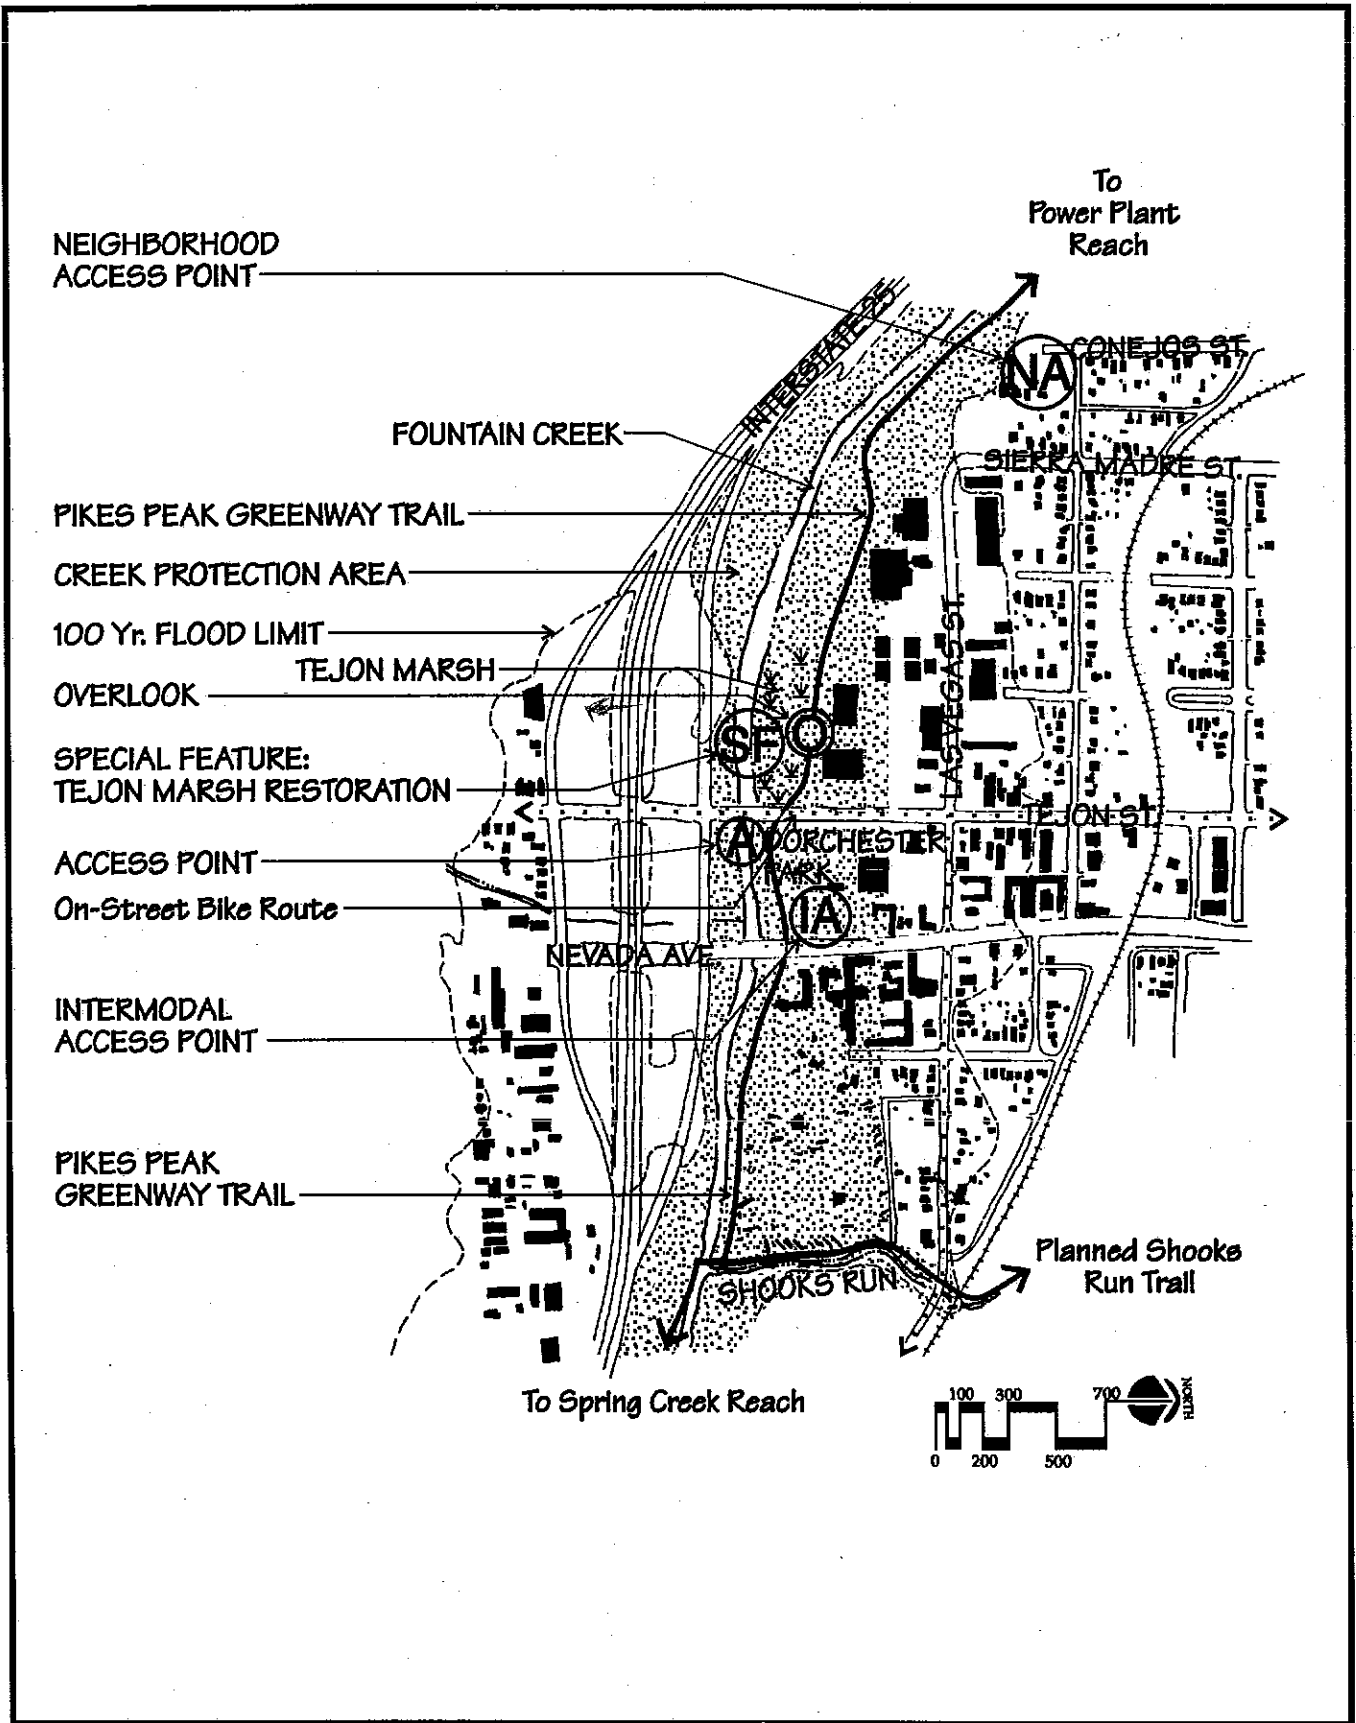 To
Power Plant
Reach
NEIGHBORHOOD
ACCESS POINT
INTERSTATE 25
NA
CONEJOS ST.
FOUNTAIN CREEK
SIERRA MADRE ST.
PIKES PEAK GREENWAY TRAIL
CREEK PROTECTION AREA
100 Yr. FLOOD LIMIT
TEJON MARSH
OVERLOOK
LAS VEGAS ST.
SF
O
SPECIAL FEATURE:
TEJON MARSH RESTORATION
TEJON ST.
A
DORCHESTER
PARK
ACCESS POINT
On-Street Bike Route
IA
NEVADA AVE.
INTERMODAL
ACCESS POINT
PIKES PEAK
GREENWAY TRAIL
SHOOKS RUN
Planned Shooks
Run Trail
To Spring Creek Reach
100 300 700
NORTH
0 200 500